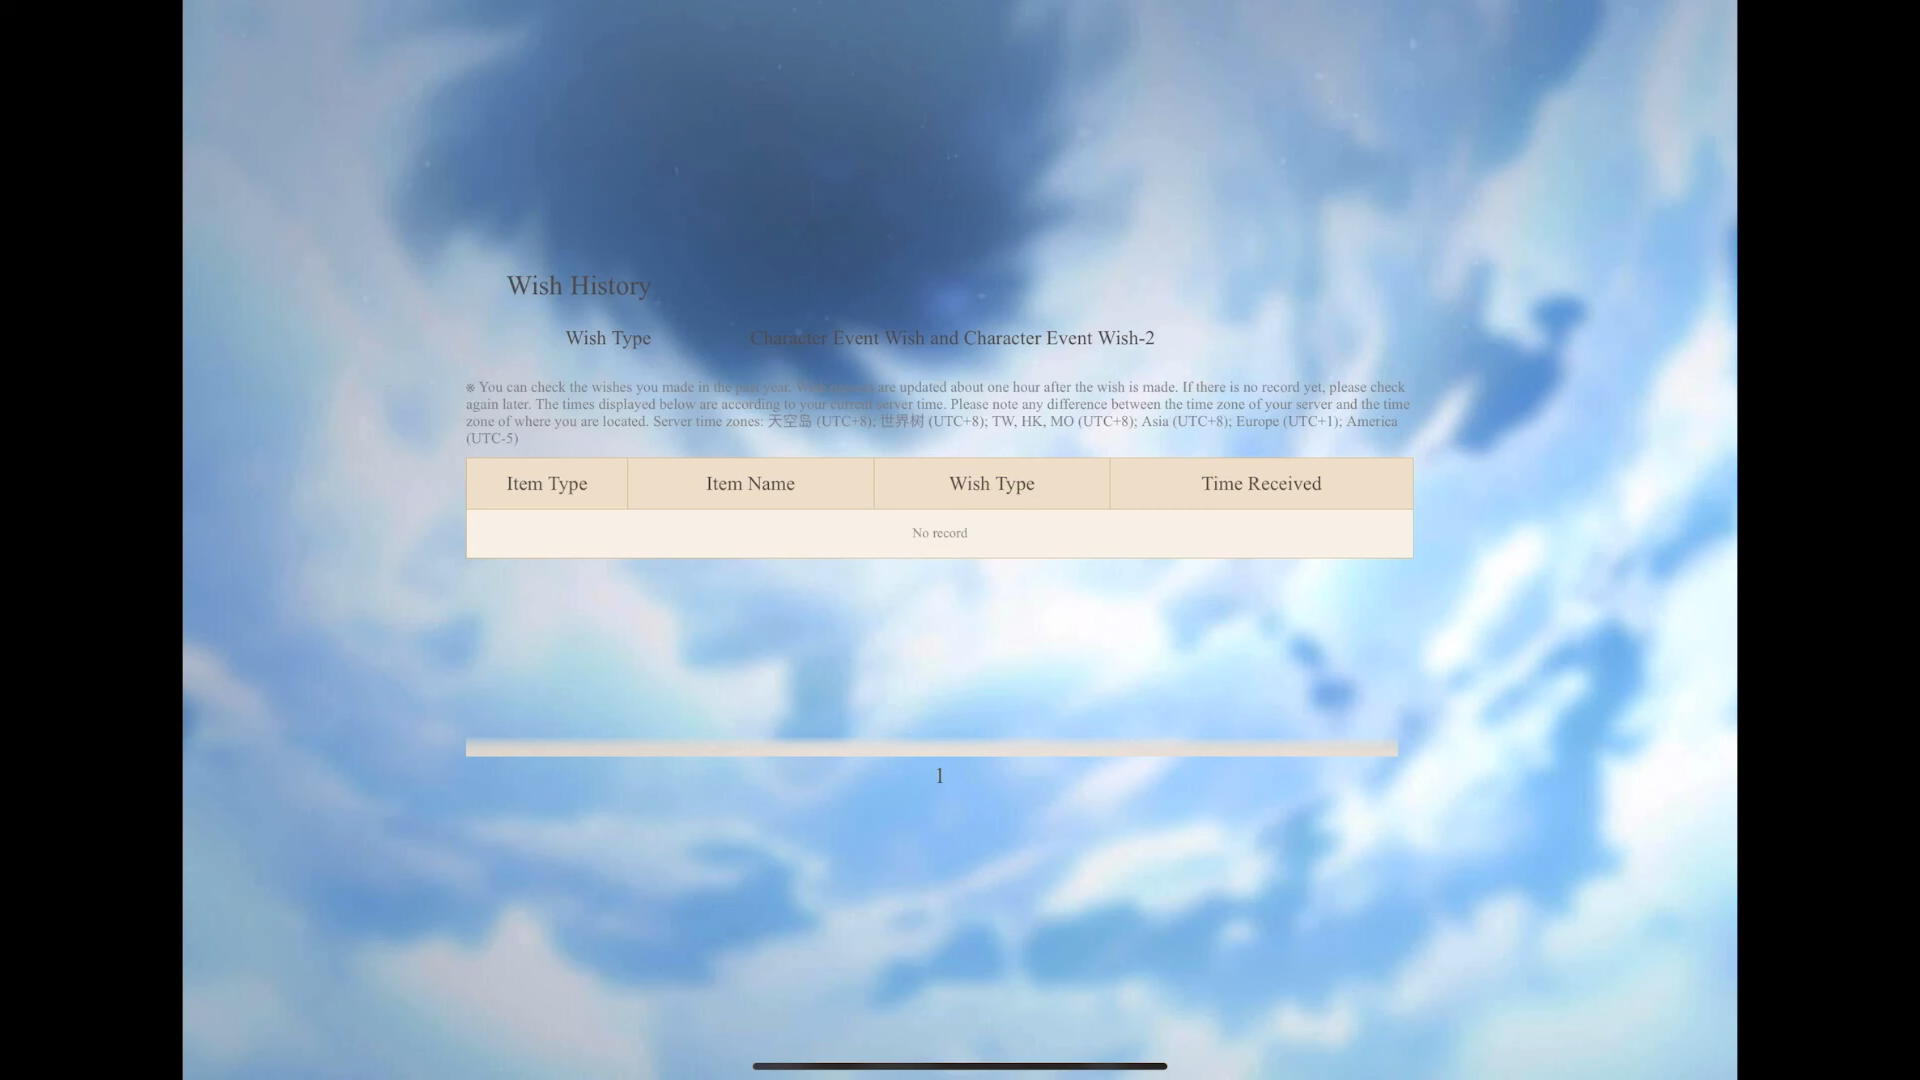 Wish History
Wish Type Character Event Wish and Character Event Wish-2
※ You can check the wishes you made in the past year. Wish records are updated about one hour after the wish is made. If there is no record yet, please check
again later. The times displayed below are according to your current server time. Please note any difference between the time zone of your server and the time
zone of where you are located. Server time zones: 天空岛 (UTC+8); 世界树 (UTC+8); TW, HK, MO (UTC+8); Asia (UTC+8); Europe (UTC+1); America
(UTC-5)
Item Type Item Name Wish Type Time Received
No record
1